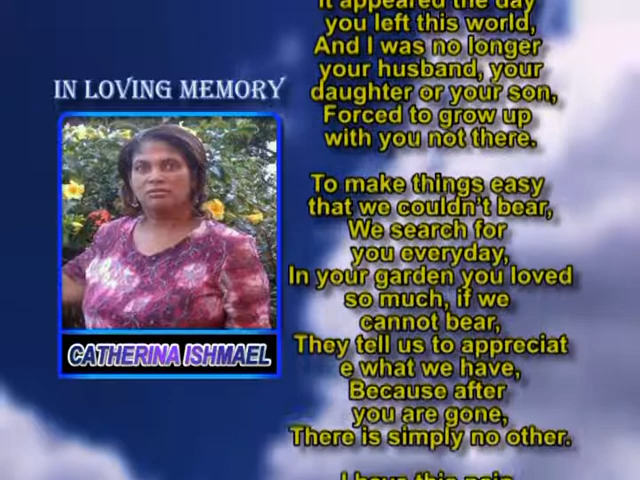 It appeared the day
you left this world,
And I was no longer
your husband, your
daughter or your son,
Forced to grow up
with you not there.
To make things easy
that we couldn't bear,
We search for
you everyday,
In your garden you loved
so much, if we
cannot bear,
They tell us to appreciat
e what we have,
Because after
you are gone,
There is simply no other.
I have this pain
IN LOVING MEMORY
CATHERINA ISHMAEL